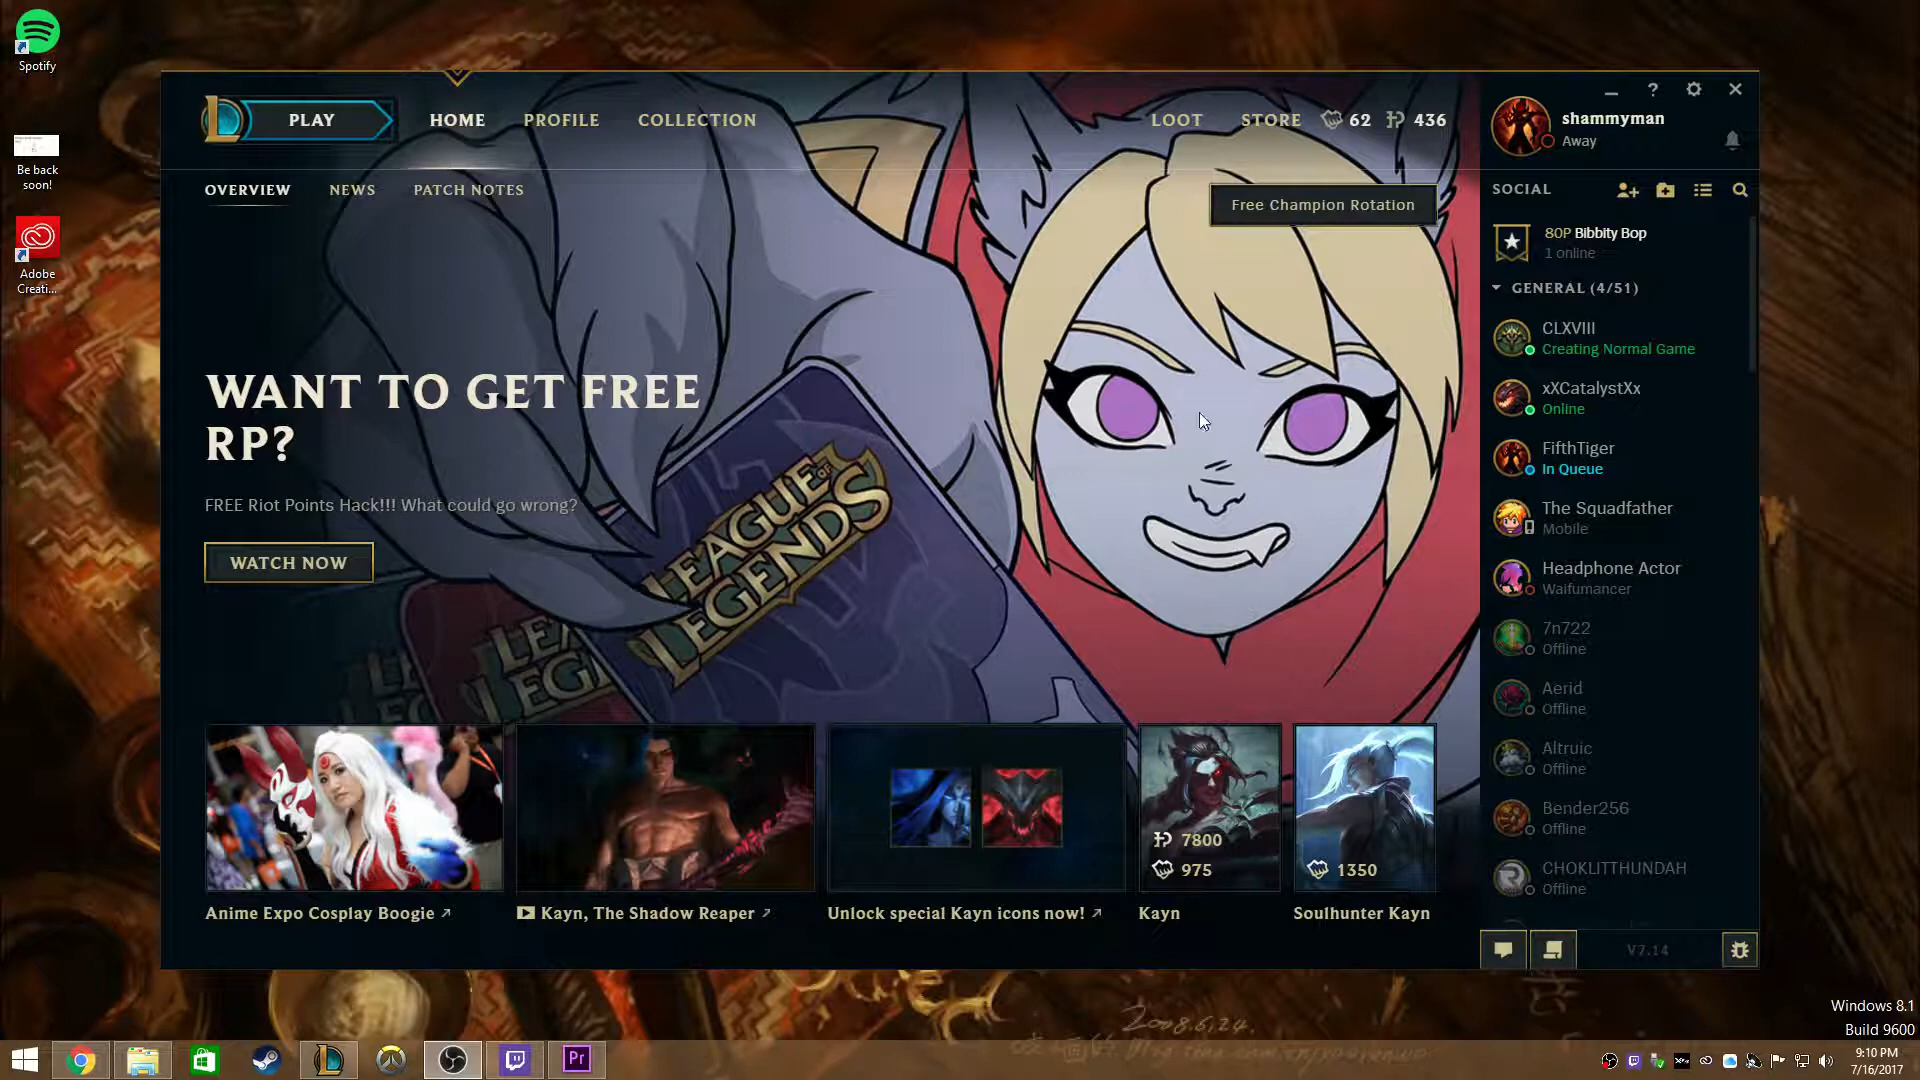 Spotify
Be back
soon!
Adobe
Creati...
PLAY
HOME
PROFILE
COLLECTION
LOOT
STORE
62
436
shammyman
Away
OVERVIEW
NEWS
PATCH NOTES
Free Champion Rotation
SOCIAL
80P Bibbity Bop
1 online
GENERAL (4/51)
CLXVIII
Creating Normal Game
xXCatalystXx
Online
FifthTiger
In Queue
The Squadfather
Mobile
Headphone Actor
Waifumancer
7n722
Offline
Aerid
Offline
Altruic
Offline
Bender256
Offline
CHOKLITTHUNDAH
Offline
WANT TO GET FREE
RP?
FREE Riot Points Hack!!! What could go wrong?
WATCH NOW
LEAGUE OF
LEGENDS
7800
975
1350
Anime Expo Cosplay Boogie
Kayn, The Shadow Reaper
Unlock special Kayn icons now!
Kayn
Soulhunter Kayn
V7.14
2008.6.24.
Windows 8.1
Build 9600
Pr
9:10 PM
7/16/2017